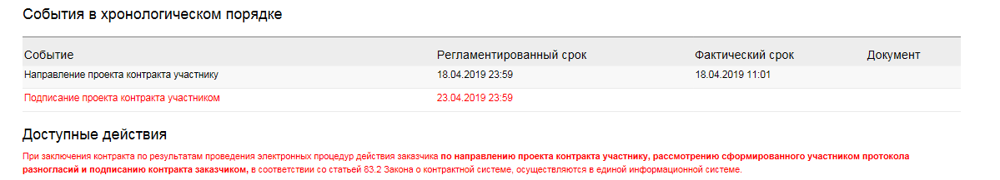 События в хронологическом порядке
Событие Регламентированный срок Фактический срок Документ
Направление проекта контракта участнику 18.04.2019 23:59 18.04.2019 11:01
Подписание проекта контракта участником 23.04.2019 23:59
Доступные действия
При заключения контракта по результатам проведения электронных процедур действия заказчика по направлению проекта контракта участнику, рассмотрению сформированного участником протокола
разногласий и подписанию контракта заказчиком, в соответствии со статьей 83.2 Закона о контрактной системе, осуществляются в единой информационной системе.